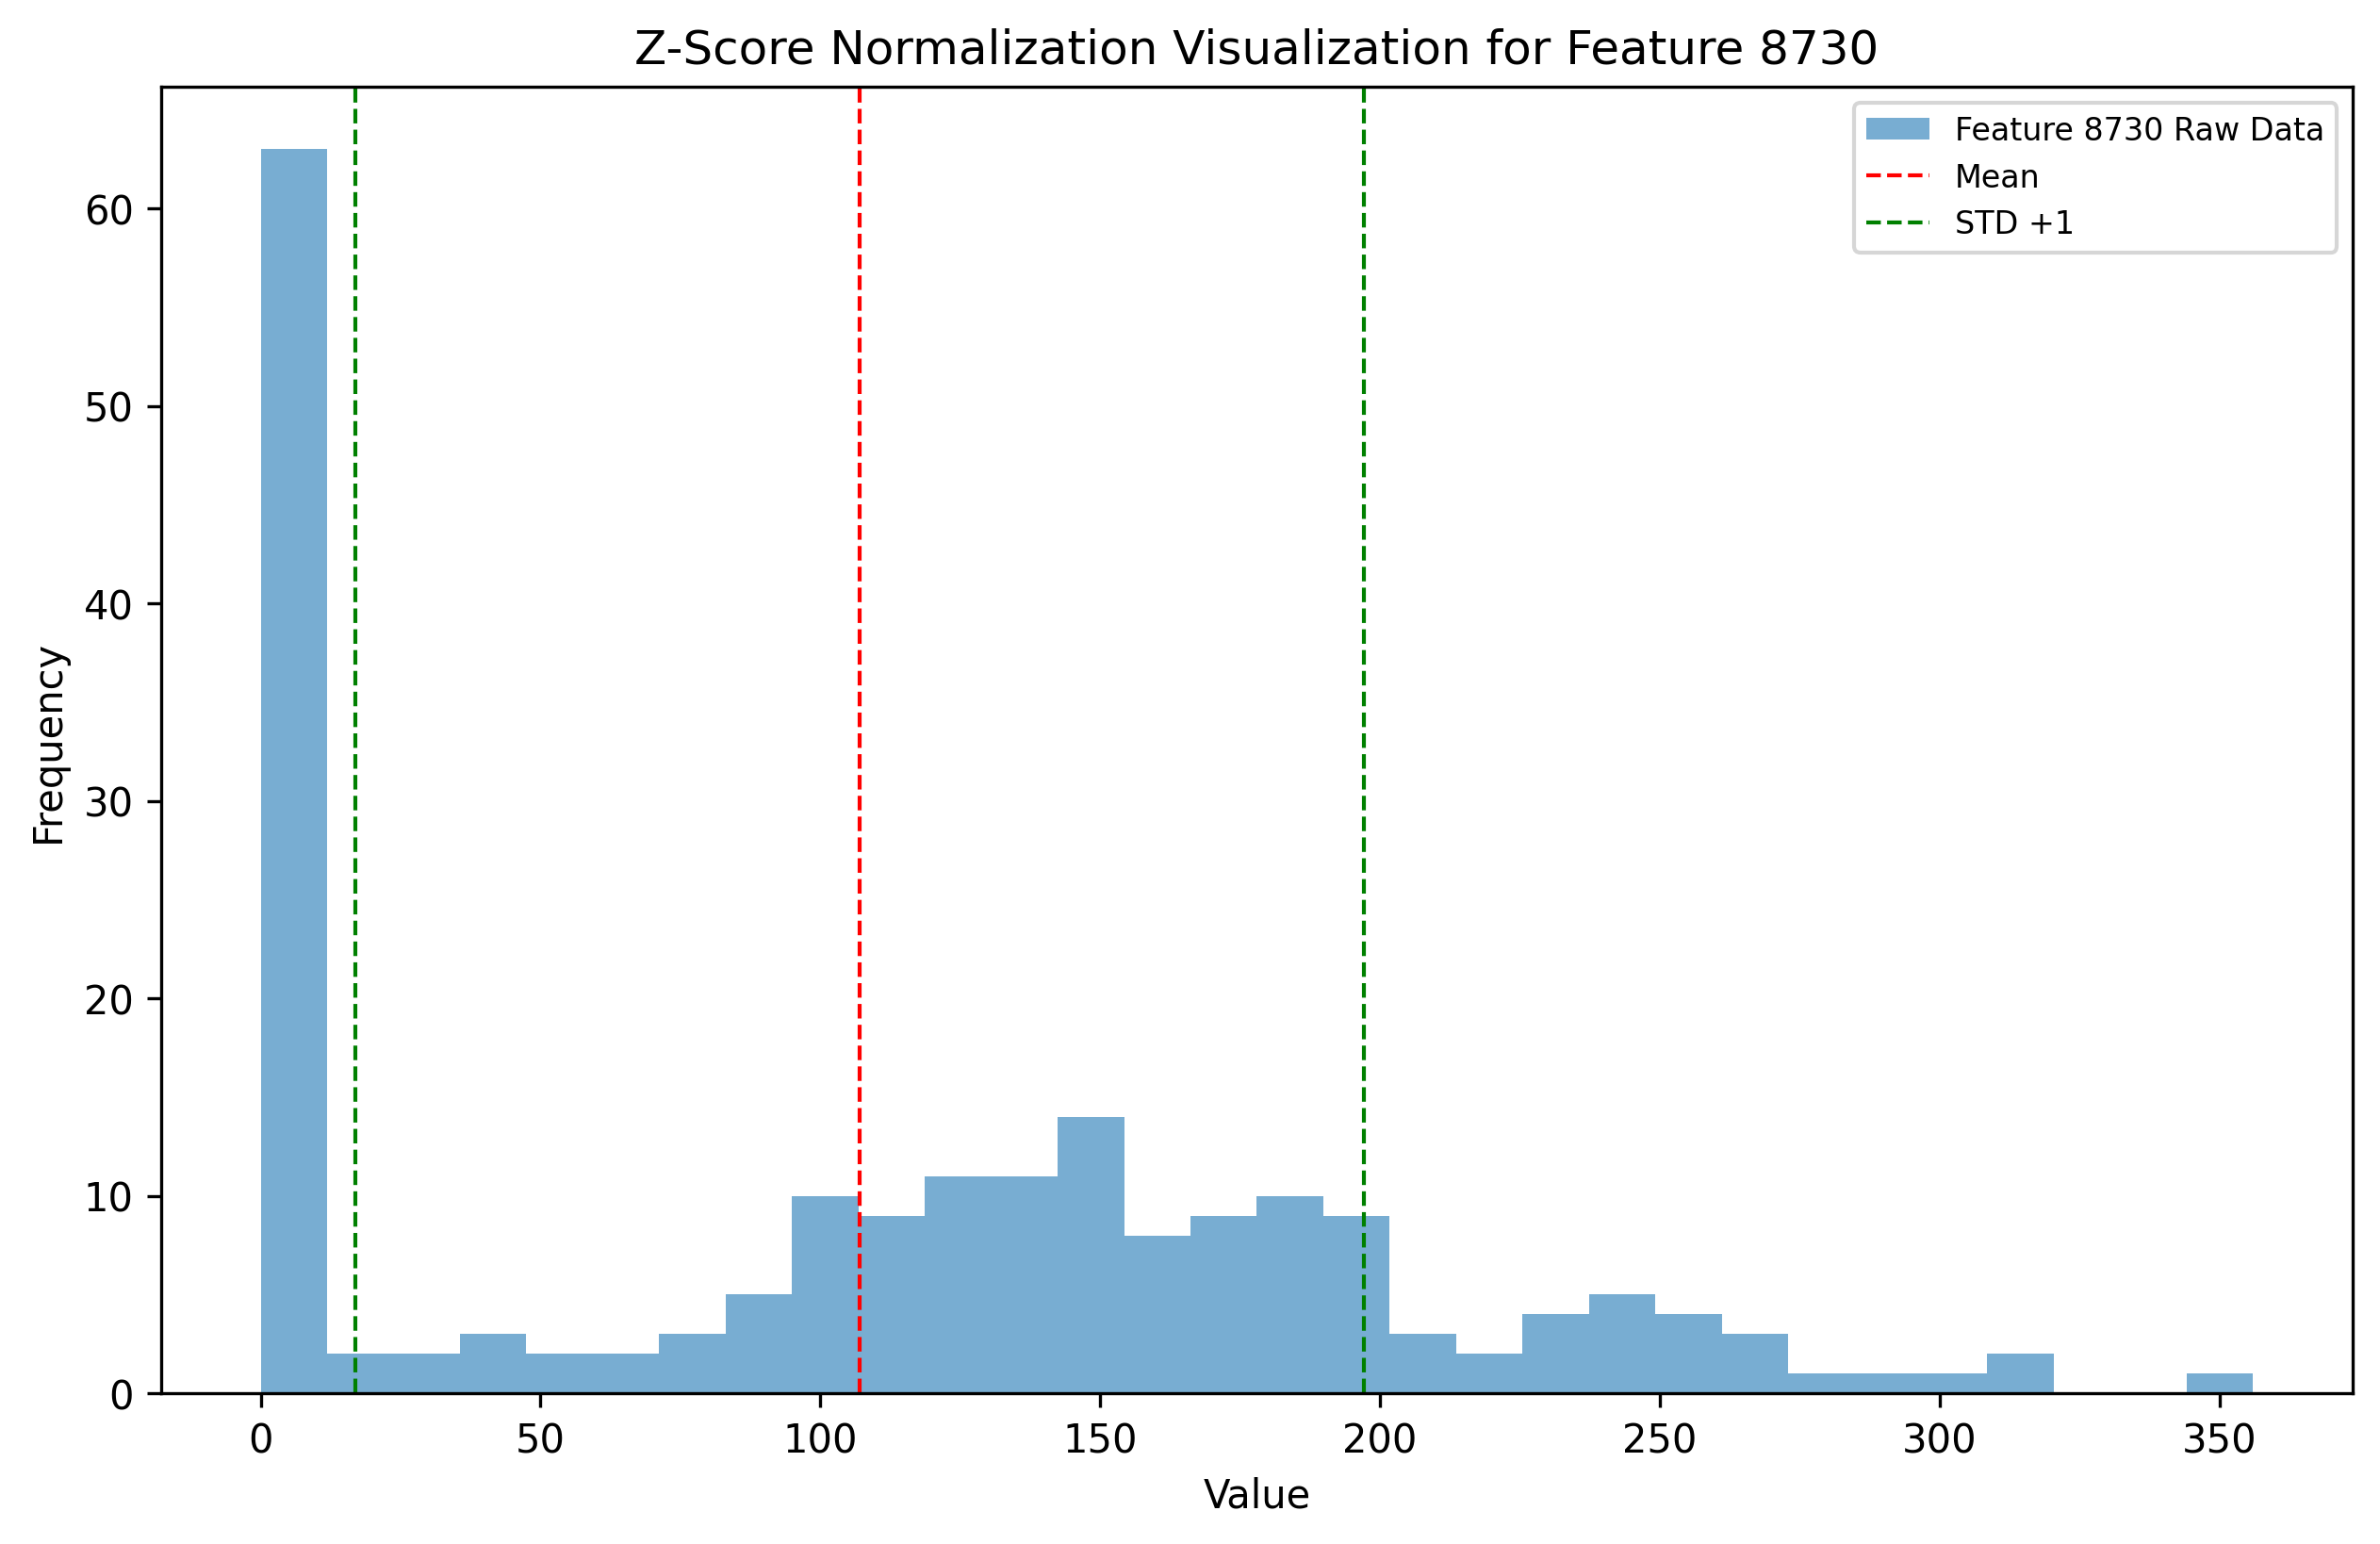 Z-Score Normalization Visualization for Feature 8730
Feature 8730 Raw Data
Mean
STD +1
60
50
40
30
20
10
0
Frequency
0 50 100 150 200 250 300 350
Value